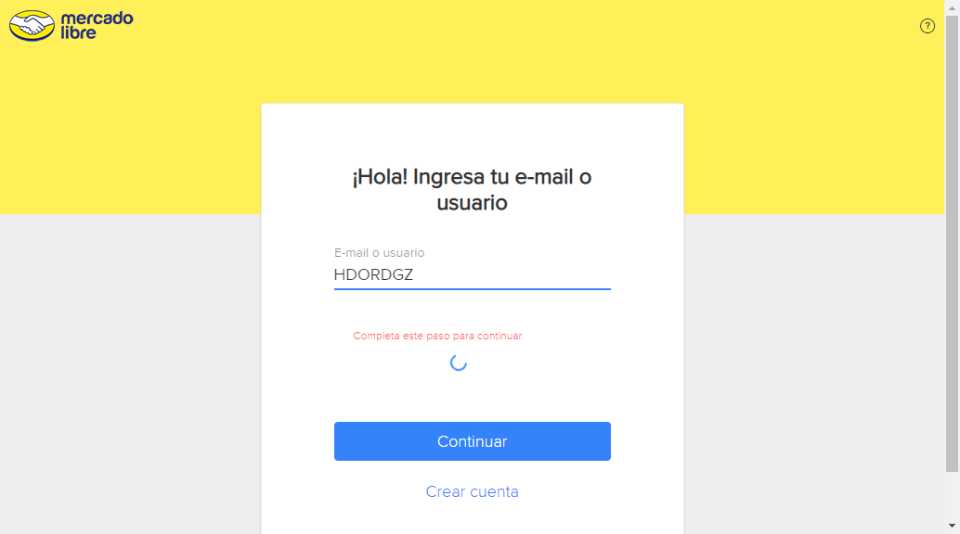 mercado
libre
?
¡Hola! Ingresa tu e-mail o
usuario
E-mail o usuario
HDORDGZ
Completa este paso para continuar.
Continuar
Crear cuenta